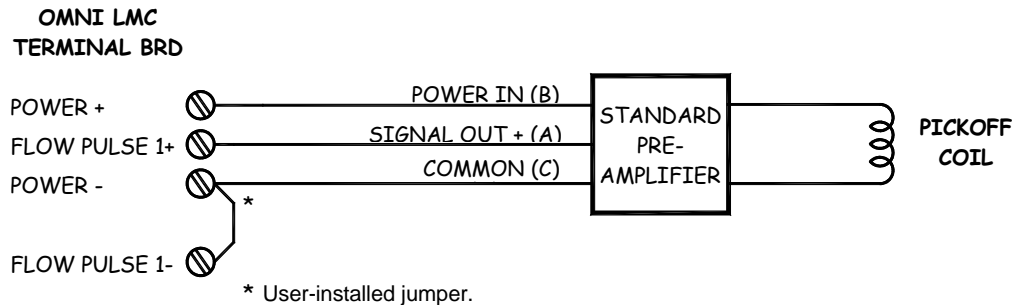 OMNI LMC
TERMINAL BRD
POWER +
POWER IN (B)
FLOW PULSE 1+
SIGNAL OUT + (A)
POWER -
COMMON (C)
STANDARD
PRE-
AMPLIFIER
PICKOFF
COIL
*
FLOW PULSE 1-
* User-installed jumper.